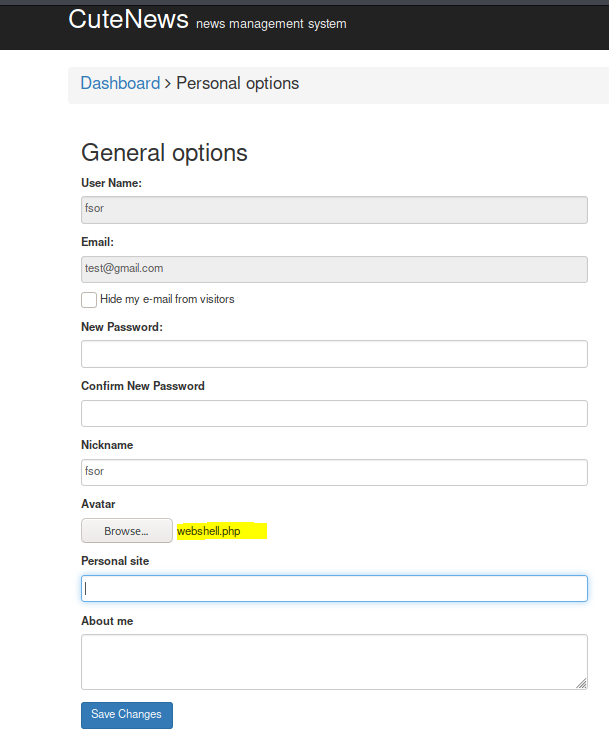 CuteNews news management system
Dashboard > Personal options
General options
User Name:
fsor
Email:
test@gmail.com
Hide my e-mail from visitors
New Password:
Confirm New Password
Nickname
fsor
Avatar
Browse... webshell.php
Personal site
About me
Save Changes